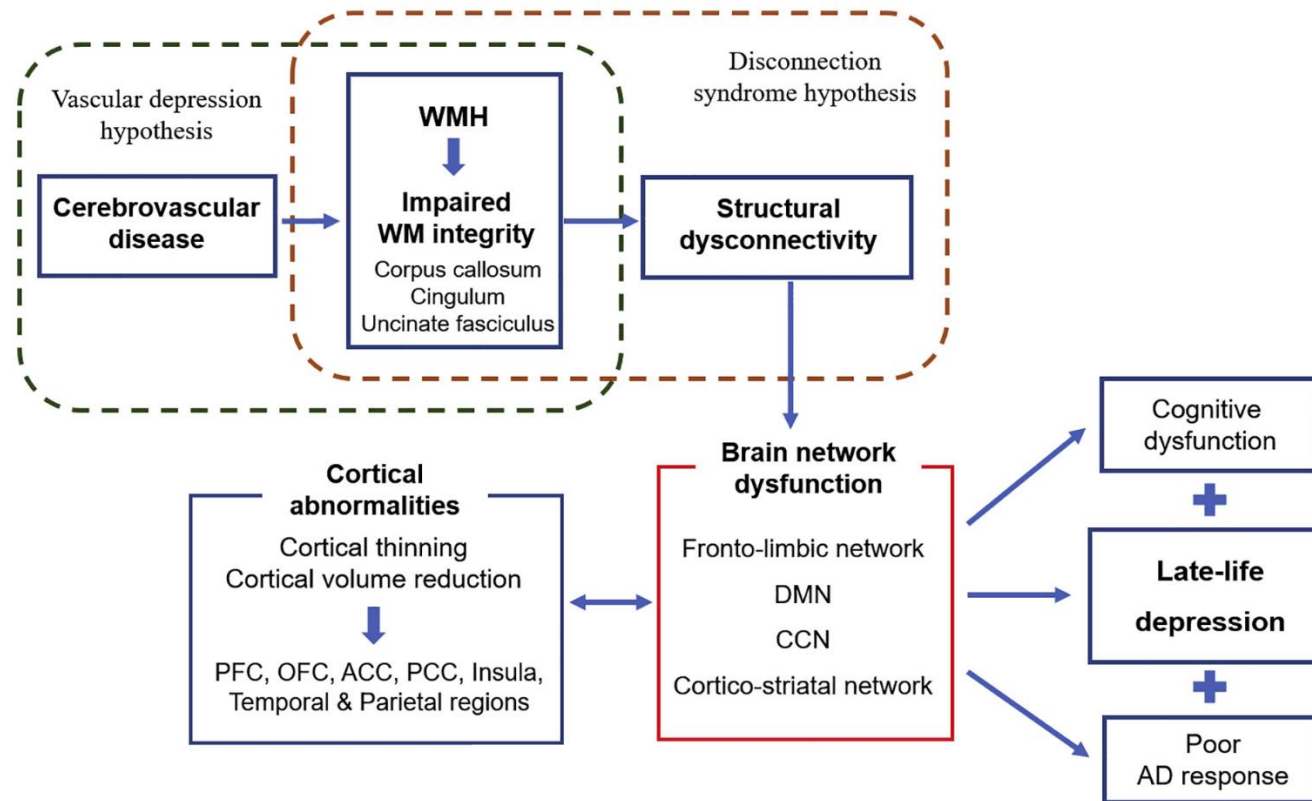 Vascular depression
hypothesis
Disconnection
syndrome hypothesis
Cerebrovascular
disease
WMH
Impaired
WM integrity
Corpus callosum
Cingulum
Uncinate fasciculus
Structural
dysconnectivity
Cortical
abnormalities
Cortical thinning
Cortical volume reduction
PFC, OFC, ACC, PCC, Insula,
Temporal & Parietal regions
Brain network
dysfunction
Fronto-limbic network
DMN
CCN
Cortico-striatal network
Cognitive
dysfunction
Late-life
depression
Poor
AD response